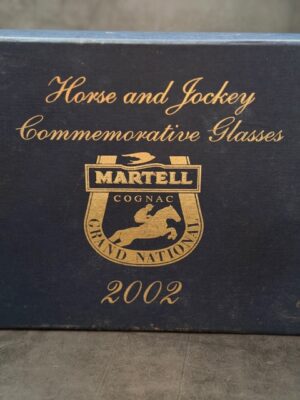 Horse and Jockey
Commemorative Glasses
MARTELL
COGNAC
GRAND NATIONAL
2002